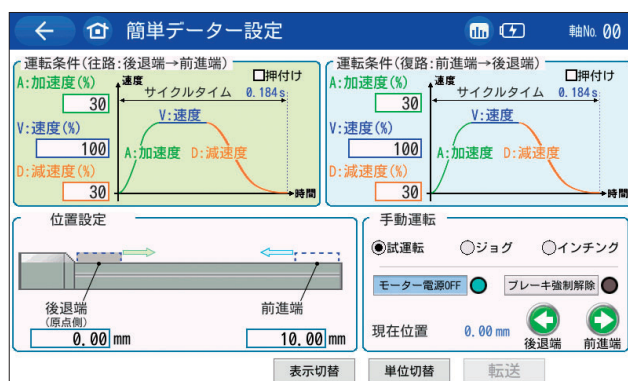 簡単データー設定
軸No. 00
運転条件(往路:後退端→前進端)
A:加速度(%)
30
V:速度(%)
100
D:減速度(%)
30
速度
□押付け
サイクルタイム 0.184s
V:速度
A:加速度 D:減速度
時間
運転条件(復路:前進端→後退端)
A:加速度(%)
30
V:速度(%)
100
D:減速度(%)
30
速度
□押付け
サイクルタイム 0.184s
V:速度
A:加速度 D:減速度
時間
位置設定
後退端
(原点側)
0.00 mm
前進端
10.00 mm
手動運転
◉試運転 ○ジョグ ○インチング
モーター電源OFF ブレーキ強制解除
現在位置 0.00 mm
後退端 前進端
表示切替 単位切替 転送